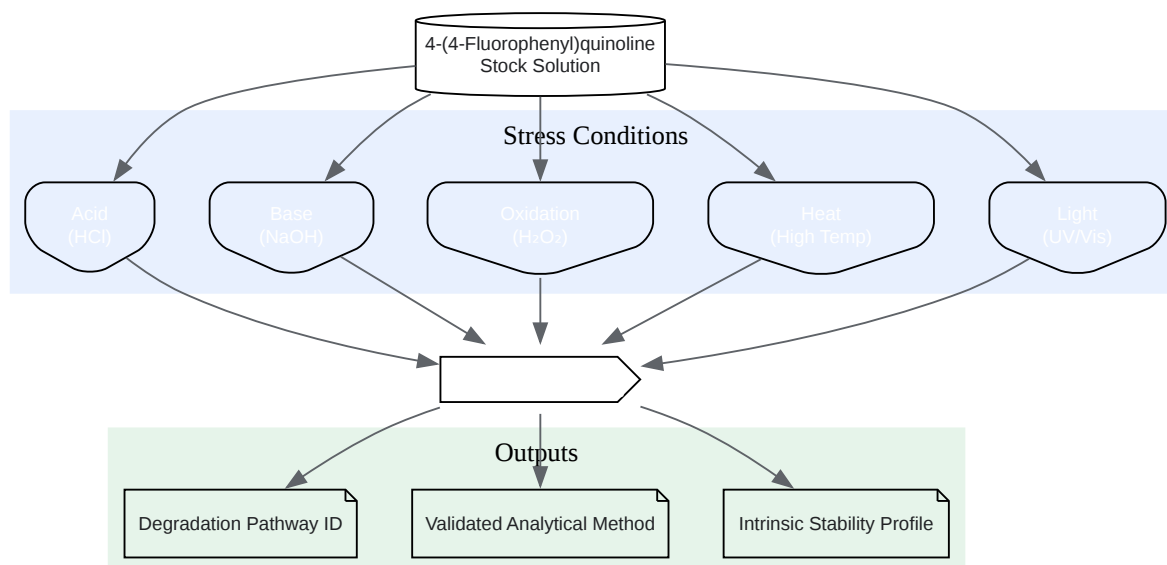 4-(4-Fluorophenyl)quinoline
Stock Solution
Stress Conditions
Acid
(HCl)
Base
(NaOH)
Oxidation
(H₂O₂)
Heat
(High Temp)
Light
(UV/Vis)
Outputs
Degradation Pathway ID
Validated Analytical Method
Intrinsic Stability Profile